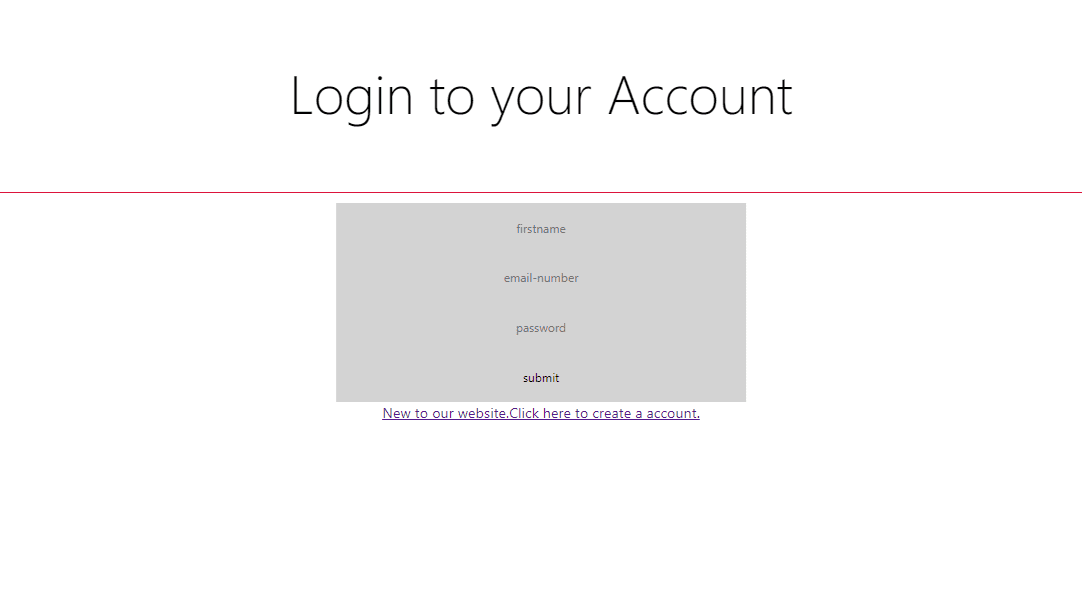 Login to your Account
firstname
email-number
password
submit
New to our website.Click here to create a account.